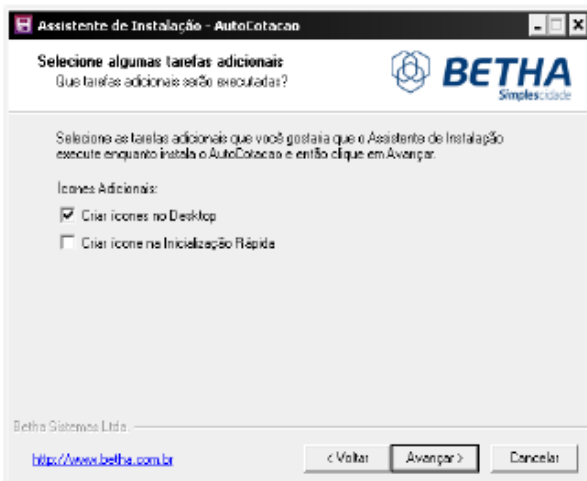 Assistente de Instalação - AutoCotacao
Selecione algumas tarefas adicionais
Que tarefas adicionais serão executadas?
BETHA
Simplescidade
Selecione as tarefas adicionais que você gostaria que o Assistente de Instalação
execute enquanto instala o AutoCotacao e então clique em Avançar.
Ícones Adicionais:
Criar ícones no Desktop
Criar ícone na Inicialização Rápida
Betha Sistemas Ltda.
http://www.betha.com.br
< Voltar
Avançar >
Cancelar